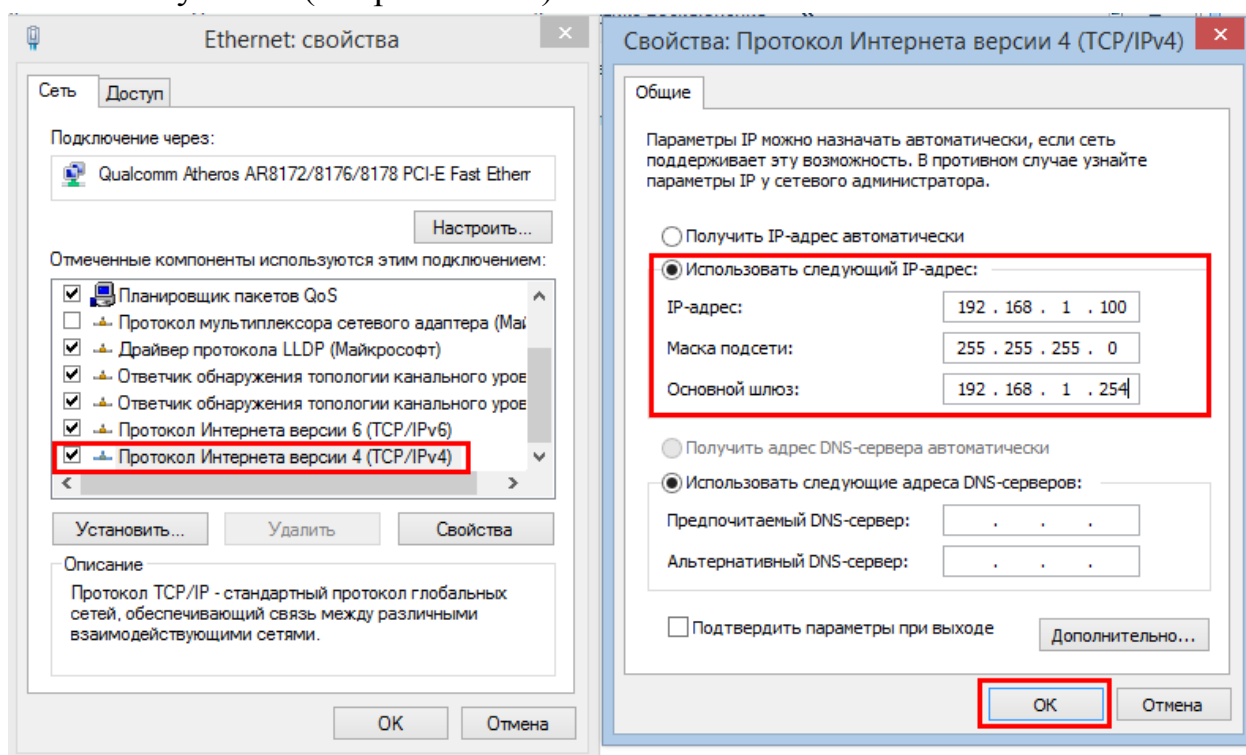 Ethernet: свойства
Сеть
Доступ
Подключение через:
Qualcomm Atheros AR8172/8176/8178 PCI-E Fast Ethern
Настроить...
Отмеченные компоненты используются этим подключением:
Планировщик пакетов QoS
Протокол мультиплексора сетевого адаптера (Май
Драйвер протокола LLDP (Майкрософт)
Ответчик обнаружения топологии канального уров
Ответчик обнаружения топологии канального уров
Протокол Интернета версии 6 (TCP/IPv6)
Протокол Интернета версии 4 (TCP/IPv4)
Установить...
Удалить
Свойства
Описание
Протокол TCP/IP - стандартный протокол глобальных
сетей, обеспечивающий связь между различными
взаимодействующими сетями.
OK
Отмена
Свойства: Протокол Интернета версии 4 (TCP/IPv4)
Общие
Параметры IP можно назначать автоматически, если сеть
поддерживает эту возможность. В противном случае узнайте
параметры IP у сетевого администратора.
Получить IP-адрес автоматически
Использовать следующий IP-адрес:
IP-адрес: 192 . 168 . 1 . 100
Маска подсети: 255 . 255 . 255 . 0
Основной шлюз: 192 . 168 . 1 . 254
Получить адрес DNS-сервера автоматически
Использовать следующие адреса DNS-серверов:
Предпочитаемый DNS-сервер: . . .
Альтернативный DNS-сервер: . . .
Подтвердить параметры при выходе
Дополнительно...
OK
Отмена